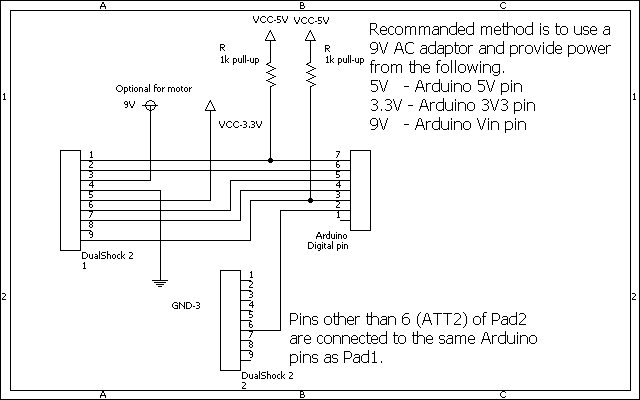 A B C
VCC-5V VCC-5V
Recommanded method is to use a
9V AC adaptor and provide power
from the following.
5V - Arduino 5V pin
3.3V - Arduino 3V3 pin
9V - Arduino Vin pin
R
1k pull-up
R
1k pull-up
Optional for motor
9V
VCC-3.3V
1 1
1
2
3
4
5
6
7
8
9
7
6
5
4
3
2
1
DualShock 2
1
Arduino
Digital pin
2 2
GND-3
1
2
3
4
5
6
7
8
9
DualShock 2
2
Pins other than 6 (ATT2) of Pad2
are connected to the same Arduino
pins as Pad1.
A B C